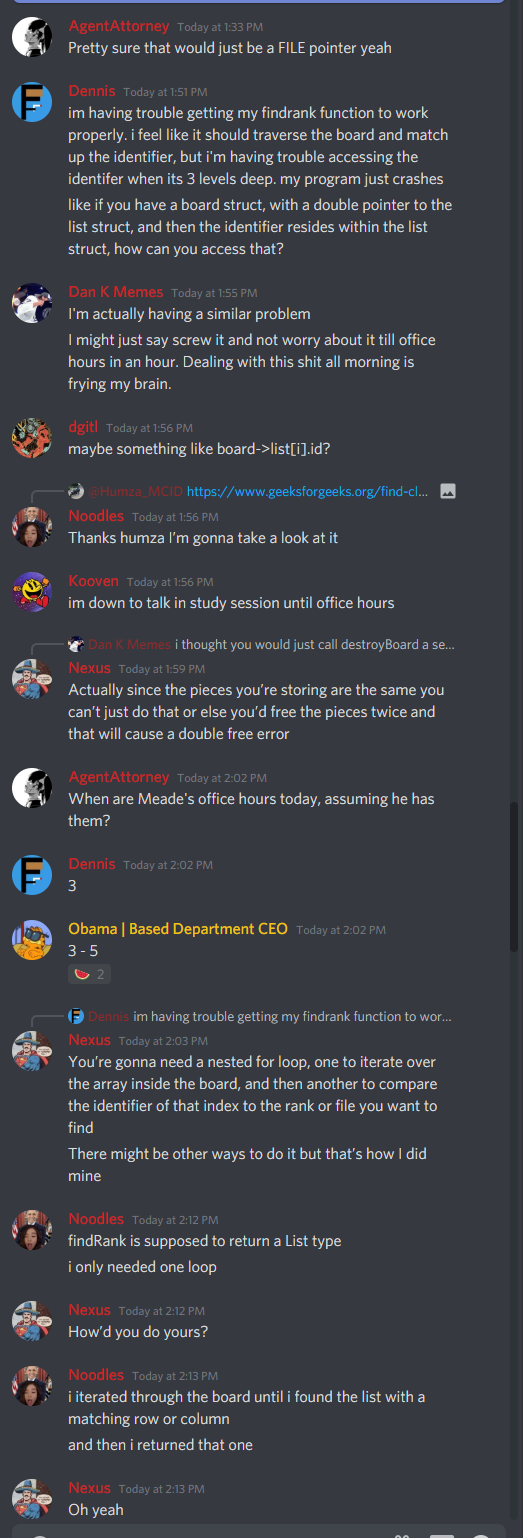 AgentAttorney Today at 1:33 PM
Pretty sure that would just be a FILE pointer yeah
Dennis Today at 1:51 PM
im having trouble getting my findrank function to work
properly. i feel like it should traverse the board and match
up the identifier, but i'm having trouble accessing the
identifer when its 3 levels deep. my program just crashes
like if you have a board struct, with a double pointer to the
list struct, and then the identifier resides within the list
struct, how can you access that?
Dan K Memes Today at 1:55 PM
I'm actually having a similar problem
I might just say screw it and not worry about it till office
hours in an hour. Dealing with this shit all morning is
frying my brain.
dgitl Today at 1:56 PM
maybe something like board->list[i].id?
@Humza_MCID https://www.geeksforgeeks.org/find-cl...
Noodles Today at 1:56 PM
Thanks humza I'm gonna take a look at it
Kooven Today at 1:56 PM
im down to talk in study session until office hours
Dan K Memes i thought you would just call destroyBoard a se...
Nexus Today at 1:59 PM
Actually since the pieces you're storing are the same you
can't just do that or else you'd free the pieces twice and
that will cause a double free error
AgentAttorney Today at 2:02 PM
When are Meade's office hours today, assuming he has
them?
Dennis Today at 2:02 PM
3
Obama | Based Department CEO Today at 2:02 PM
3 - 5
🍉 2
Dennis im having trouble getting my findrank function to wor...
Nexus Today at 2:03 PM
You're gonna need a nested for loop, one to iterate over
the array inside the board, and then another to compare
the identifier of that index to the rank or file you want to
find
There might be other ways to do it but that's how I did
mine
Noodles Today at 2:12 PM
findRank is supposed to return a List type
i only needed one loop
Nexus Today at 2:12 PM
How'd you do yours?
Noodles Today at 2:13 PM
i iterated through the board until i found the list with a
matching row or column
and then i returned that one
Nexus Today at 2:13 PM
Oh yeah